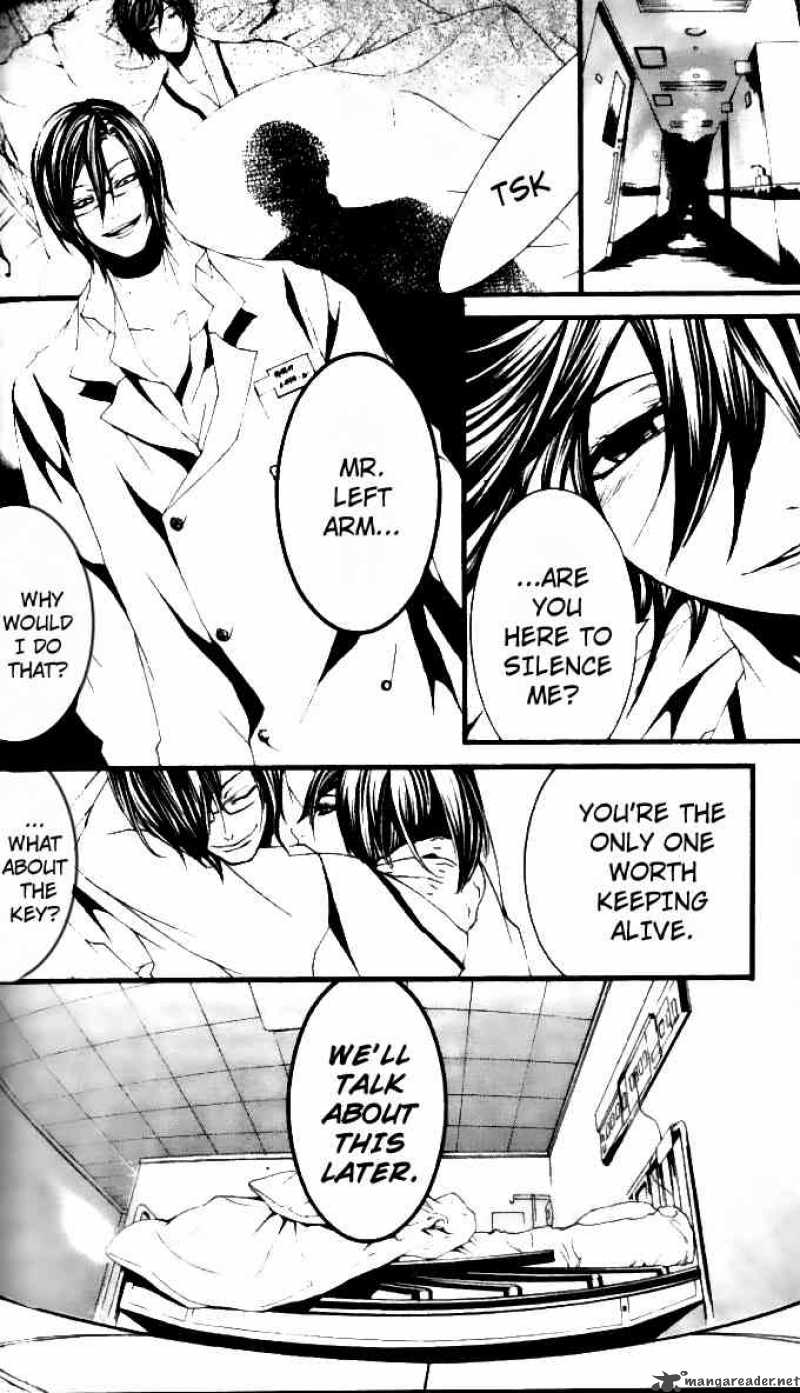 TSK
MR.
LEFT
ARM...
...ARE
YOU
HERE TO
SILENCE
ME?
WHY
WOULD
I DO
THAT?
YOU'RE THE
ONLY ONE
WORTH
KEEPING
ALIVE.
...
WHAT
ABOUT
THE
KEY?
WE'LL
TALK
ABOUT
THIS
LATER.
mangareader.net